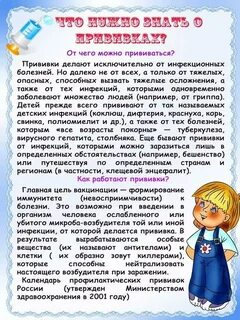 ЧТО НУЖНО ЗНАТЬ О
ПРИВИВКАХ?
От чего можно прививаться?
Прививки делают исключительно от инфекционных
болезней. Но далеко не от всех, а только от тяжелых,
опасных, способных вызвать тяжелые осложнения, а
также от тех инфекций, которыми одновременно
заболевают множество людей (например, от гриппа).
Детей прежде всего прививают от так называемых
детских инфекций (коклюш, дифтерия, краснуха, корь,
свинка, полиомиелит и др.), а также от тех болезней,
которым «все возрасты покорны» — туберкулеза,
вирусного гепатита, столбняка. Еще бывают прививки
от инфекций, которыми можно заразиться лишь в
определенных обстоятельствах (например, бешенство)
или путешествуя по определенным странам и
регионам (в частности, клещевой энцефалит).
Как работают прививки?
Главная цель вакцинации — формирование
иммунитета (невосприимчивости) к
болезни. Это возможно при введении в
организм человека ослабленного или
убитого микроба-возбудителя той или иной
инфекции, от которой делается прививка. В
результате вырабатываются особые
вещества (их называют антителами) и
клетки ( их образно зовут киллерами),
которые способны нейтрализовать
настоящего возбудителя при заражении.
Календарь профилактических прививок
России (утвержден Министерством
здравоохранения в 2001 году)